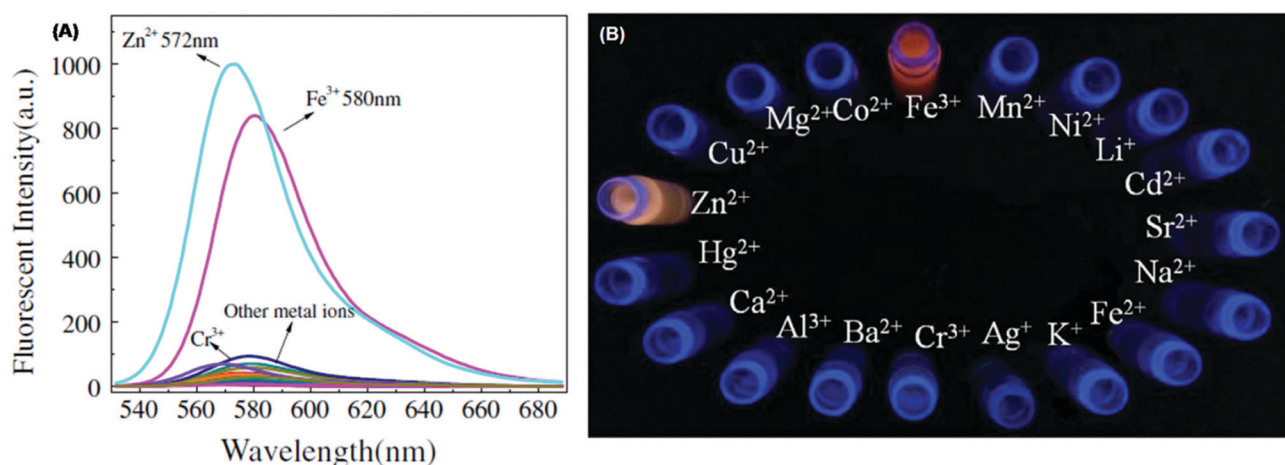 (A)
Zn²⁺ 572nm
Fe³⁺ 580nm
Cr³⁺
Other metal ions
Fluorescent Intensity(a.u.)
1000
800
600
400
200
0
540 560 580 600 620 640 660 680
Wavelength(nm)
(B)
Mg²⁺
Co²⁺
Fe³⁺
Mn²⁺
Ni²⁺
Li⁺
Cd²⁺
Sr²⁺
Na²⁺
Fe²⁺
K⁺
Ag⁺
Cr³⁺
Ba²⁺
Al³⁺
Ca²⁺
Hg²⁺
Zn²⁺
Cu²⁺